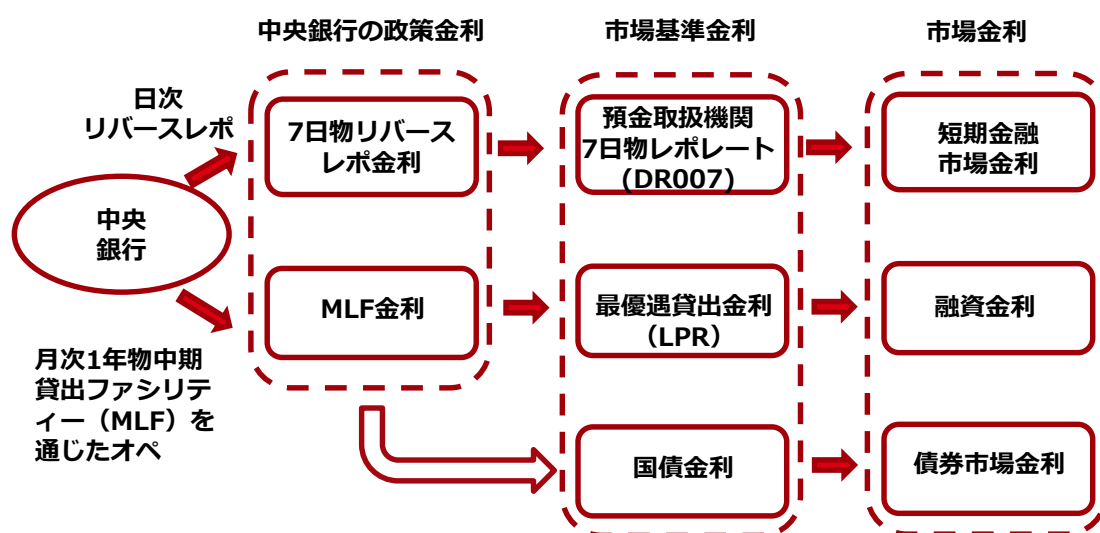 中央銀行の政策金利
市場基準金利
市場金利
日次
リバースレポ
7日物リバース
レポ金利
預金取扱機関
7日物レポレート
(DR007)
短期金融
市場金利
中央
銀行
MLF金利
最優遇貸出金利
（LPR）
融資金利
月次1年物中期
貸出ファシリテ
ィー（MLF）を
通じたオペ
国債金利
債券市場金利